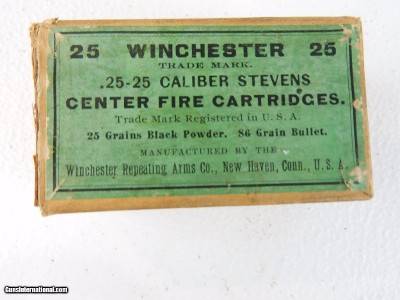 25 WINCHESTER 25
TRADE MARK.
.25-25 CALIBER STEVENS
CENTER FIRE CARTRIDGES.
Trade Mark Registered in U. S. A.
25 Grains Black Powder. 86 Grain Bullet.
MANUFACTURED BY THE
Winchester Repeating Arms Co., New Haven, Conn., U. S. A.
GunsInternational.com